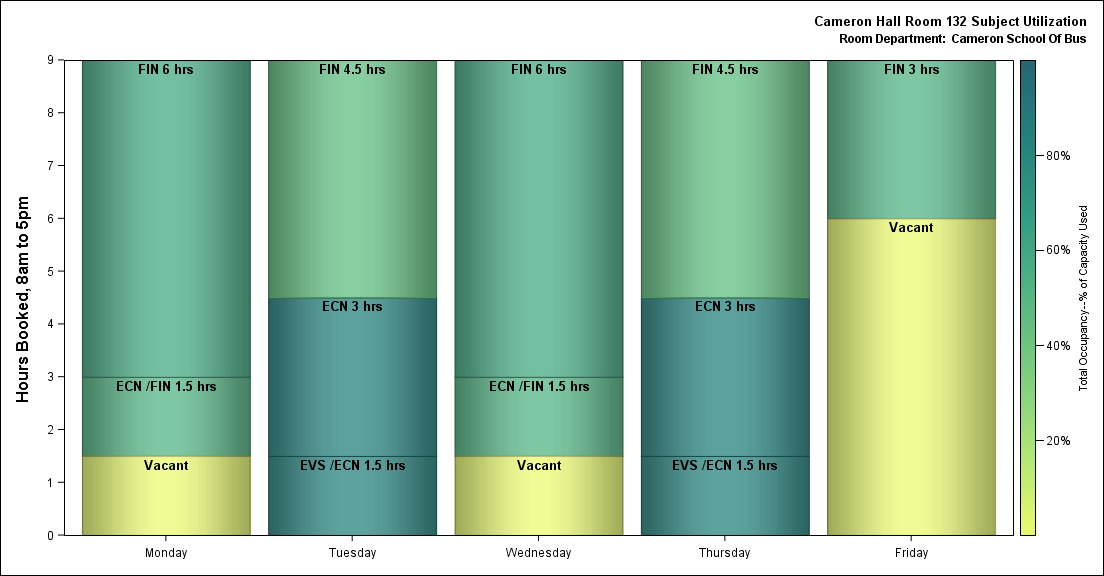 Cameron Hall Room 132 Subject Utilization
Room Department: Cameron School Of Bus
Hours Booked, 8am to 5pm
9
8
7
6
5
4
3
2
1
0
FIN 6 hrs
ECN /FIN 1.5 hrs
Vacant
Monday
FIN 4.5 hrs
ECN 3 hrs
EVS /ECN 1.5 hrs
Tuesday
FIN 6 hrs
ECN /FIN 1.5 hrs
Vacant
Wednesday
FIN 4.5 hrs
ECN 3 hrs
EVS /ECN 1.5 hrs
Thursday
FIN 3 hrs
Vacant
Friday
80%
60%
40%
20%
Total Occupancy--% of Capacity Used